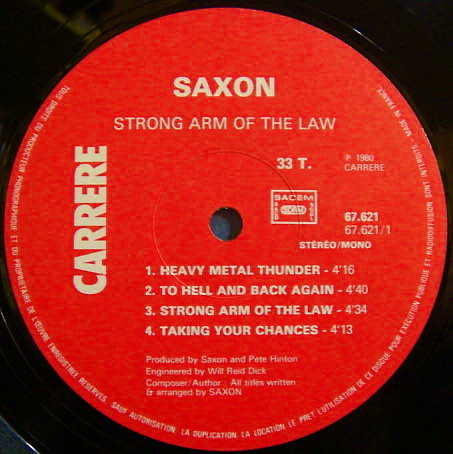 SAXON
STRONG ARM OF THE LAW
33 T.
℗ 1980
CARRERE
CARRERE
SACEM
67.621
67.621/1
STÉRÉO/MONO
1. HEAVY METAL THUNDER - 4'16
2. TO HELL AND BACK AGAIN - 4'40
3. STRONG ARM OF THE LAW - 4'34
4. TAKING YOUR CHANCES - 4'13
Produced by Saxon and Pete Hinton
Engineered by Will Reid Dick
Composer/Author : All titles written
& arranged by SAXON
TOUS DROITS DU PRODUCTEUR PHONOGRAPHIQUE ET DU PROPRIETAIRE DE L'ŒUVRE ENREGISTREE RESERVES. SAUF AUTORISATION, LA DUPLICATION, LA LOCATION, LE PRET, L'UTILISATION DE CE DISQUE POUR EXECUTION PUBLIQUE ET RADIODIFFUSION SONT INTERDITS. MADE IN FRANCE